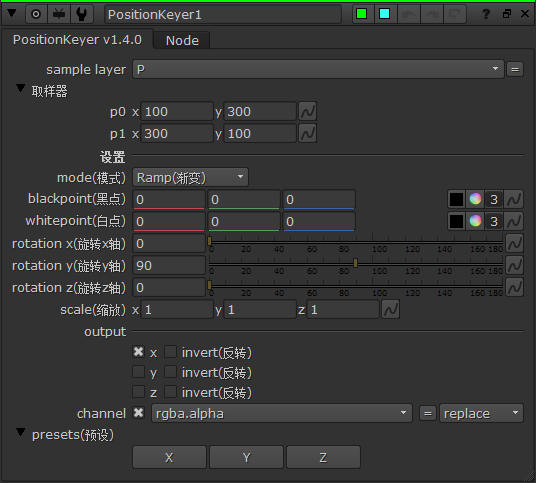 PositionKeyer1 ? ×
PositionKeyer v1.4.0 Node
sample layer P =
取样器
p0 x 100 y 300
p1 x 300 y 100
设置
mode(模式) Ramp(渐变)
blackpoint(黑点) 0 0 0 3
whitepoint(白点) 0 0 0 3
rotation x(旋转x轴) 0 0 20 40 60 80 100 120 140 160 180
rotation y(旋转y轴) 90 0 20 40 60 80 100 120 140 160 180
rotation z(旋转z轴) 0 0 20 40 60 80 100 120 140 160 180
scale(缩放) x 1 y 1 z 1
output
x invert(反转)
y invert(反转)
z invert(反转)
channel rgba.alpha = replace
presets(预设)
X Y Z